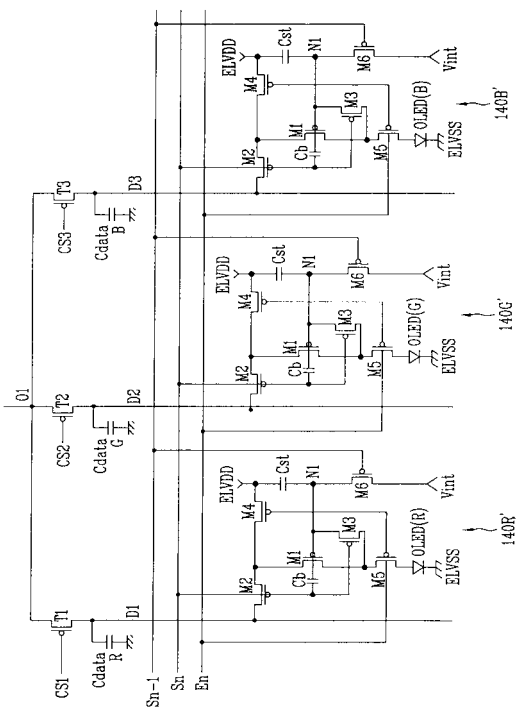 O1
CS1
T1
CS2
T2
CS3
T3
Cdata
R
D1
Cdata
G
D2
Cdata
B
D3
Sn-1
Sn
En
ELVDD
M4
Cst
M2
N1
M1
Cb
M3
M6
M5
OLED(R)
ELVSS
Vint
140R'
ELVDD
M4
Cst
M2
N1
M1
Cb
M3
M6
M5
OLED(G)
ELVSS
Vint
140G'
ELVDD
M4
Cst
M2
N1
M1
Cb
M3
M6
M5
OLED(B)
ELVSS
Vint
140B'